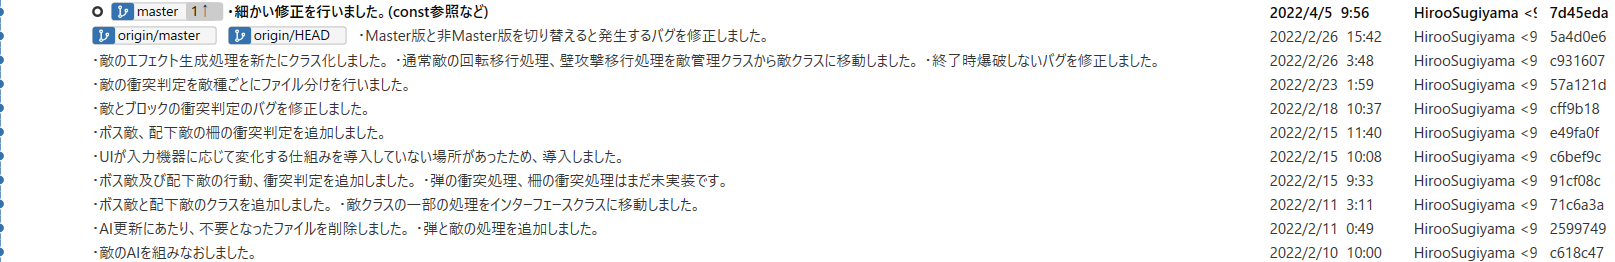 master 1↑ ・細かい修正を行いました。(const参照など) 2022/4/5 9:56 HirooSugiyama <9 7d45eda
origin/master origin/HEAD ・Master版と非Master版を切り替えると発生するバグを修正しました。 2022/2/26 15:42 HirooSugiyama <9 5a4d0e6
・敵のエフェクト生成処理を新たにクラス化しました。 ・通常敵の回転移行処理、壁攻撃移行処理を敵管理クラスから敵クラスに移動しました。 ・終了時爆破しないバグを修正しました。 2022/2/26 3:48 HirooSugiyama <9 c931607
・敵の衝突判定を敵種ごとにファイル分けを行いました。 2022/2/23 1:59 HirooSugiyama <9 57a121d
・敵とブロックの衝突判定のバグを修正しました。 2022/2/18 10:37 HirooSugiyama <9 cff9b18
・ボス敵、配下敵の柵の衝突判定を追加しました。 2022/2/15 11:40 HirooSugiyama <9 e49fa0f
・UIが入力機器に応じて変化する仕組みを導入していない場所があったため、導入しました。 2022/2/15 10:08 HirooSugiyama <9 c6bef9c
・ボス敵及び配下敵の行動、衝突判定を追加しました。 ・弾の衝突処理、柵の衝突処理はまだ未実装です。 2022/2/15 9:33 HirooSugiyama <9 91cf08c
・ボス敵と配下敵のクラスを追加しました。 ・敵クラスの一部の処理をインターフェースクラスに移動しました。 2022/2/11 3:11 HirooSugiyama <9 71c6a3a
・AI更新にあたり、不要となったファイルを削除しました。 ・弾と敵の処理を追加しました。 2022/2/11 0:49 HirooSugiyama <9 2599749
・敵のAIを組みなおしました。 2022/2/10 10:00 HirooSugiyama <9 c618c47